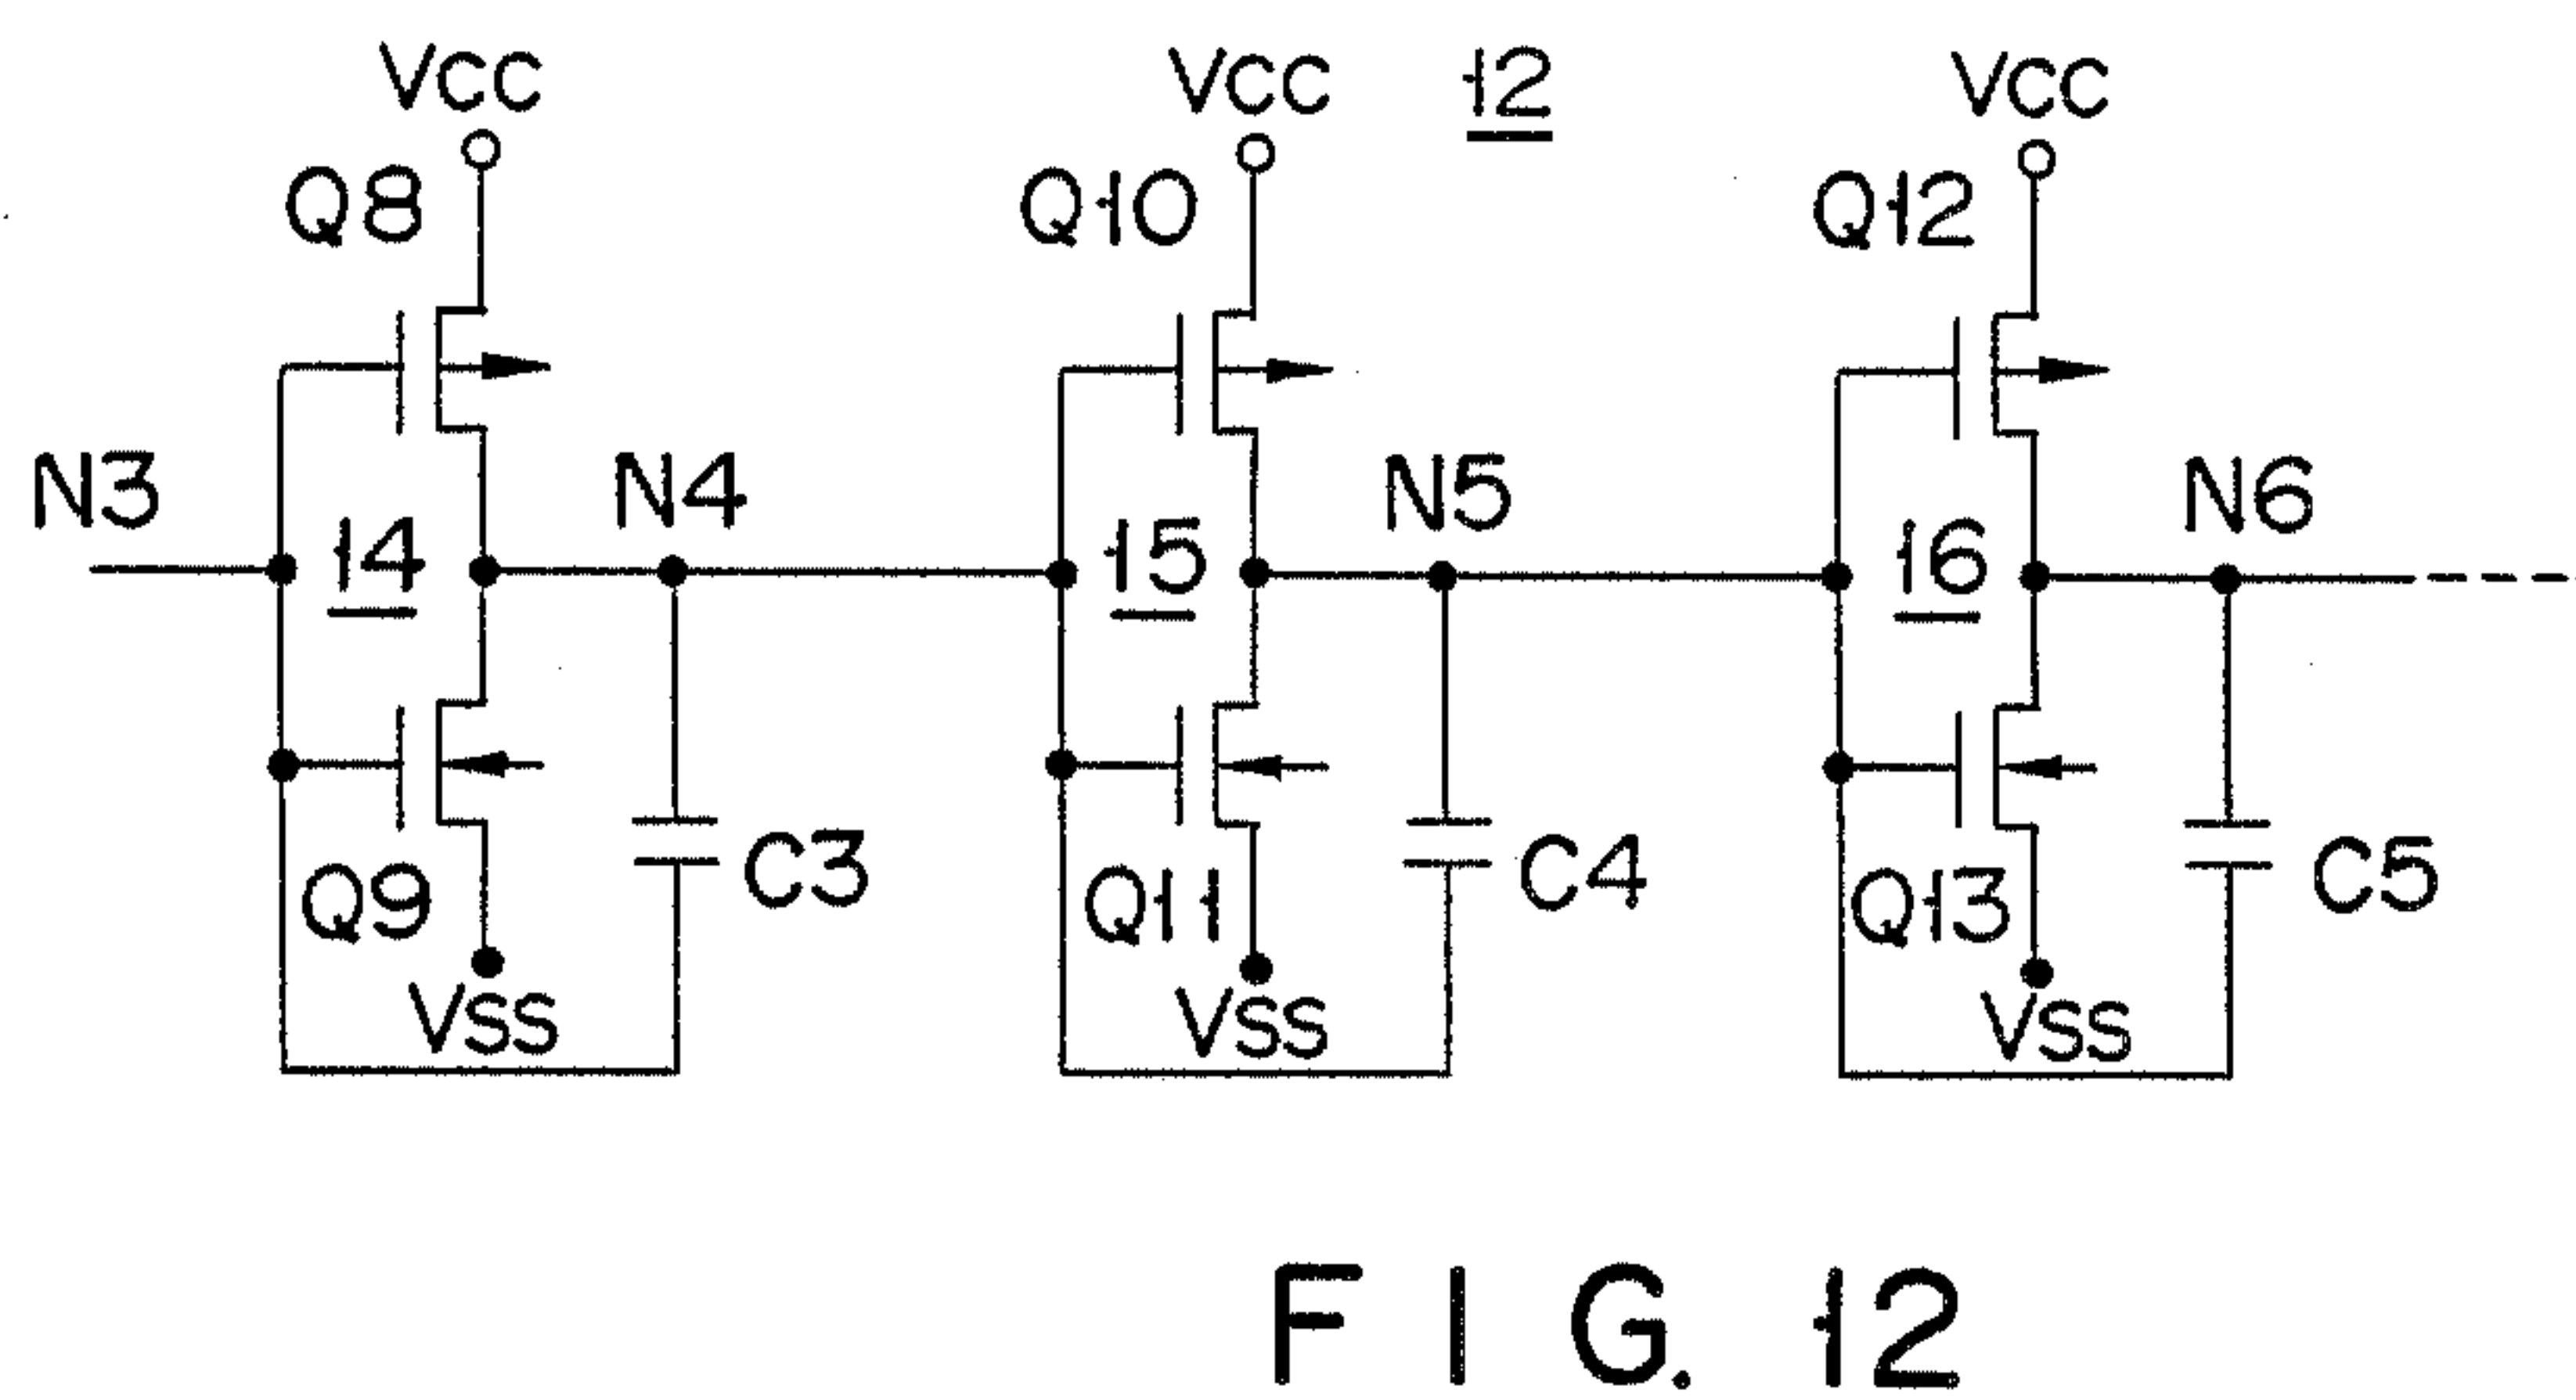 VCC VCC 12 VCC
Q8 Q10 Q12
N3 N4 N5 N6
14 15 16
C3 C4 C5
Q9 Q11 Q13
VSS VSS VSS
FIG. 12